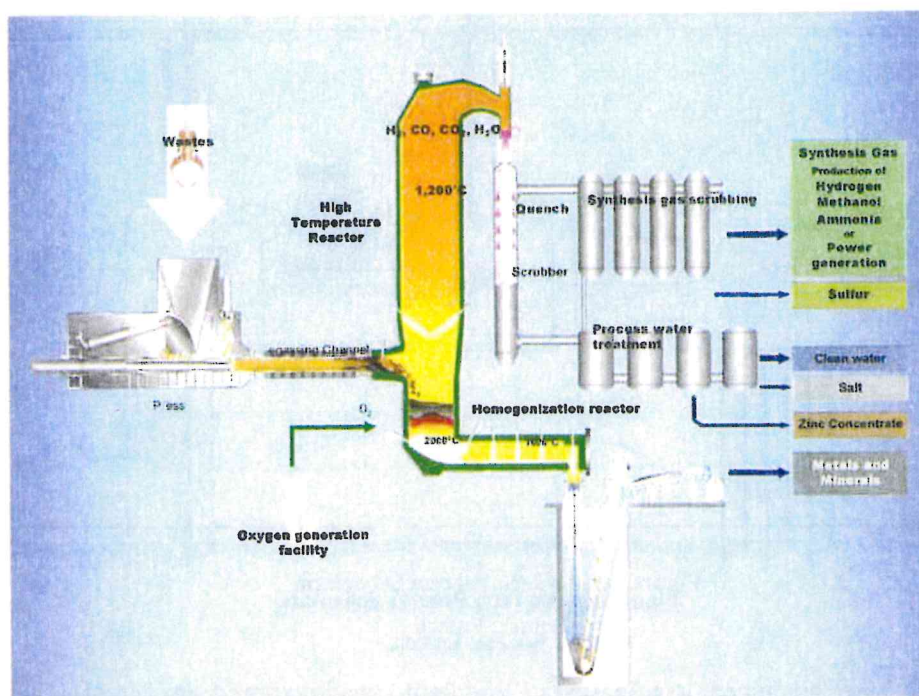 Wastes
H₂, CO, CO₂, H₂O
1,200°C
High
Temperature
Reactor
Quench
Scrubber
Synthesis gas scrubbing
Synthesis Gas
Production of
Hydrogen
Methanol
Ammonia
or
Power
generation
Sulfur
Process water
treatment
Clean water
Salt
Zinc Concentrate
Channel
Press
O₂
Homogenization reactor
2000°C
Metals and
Minerals
Oxygen generation
facility